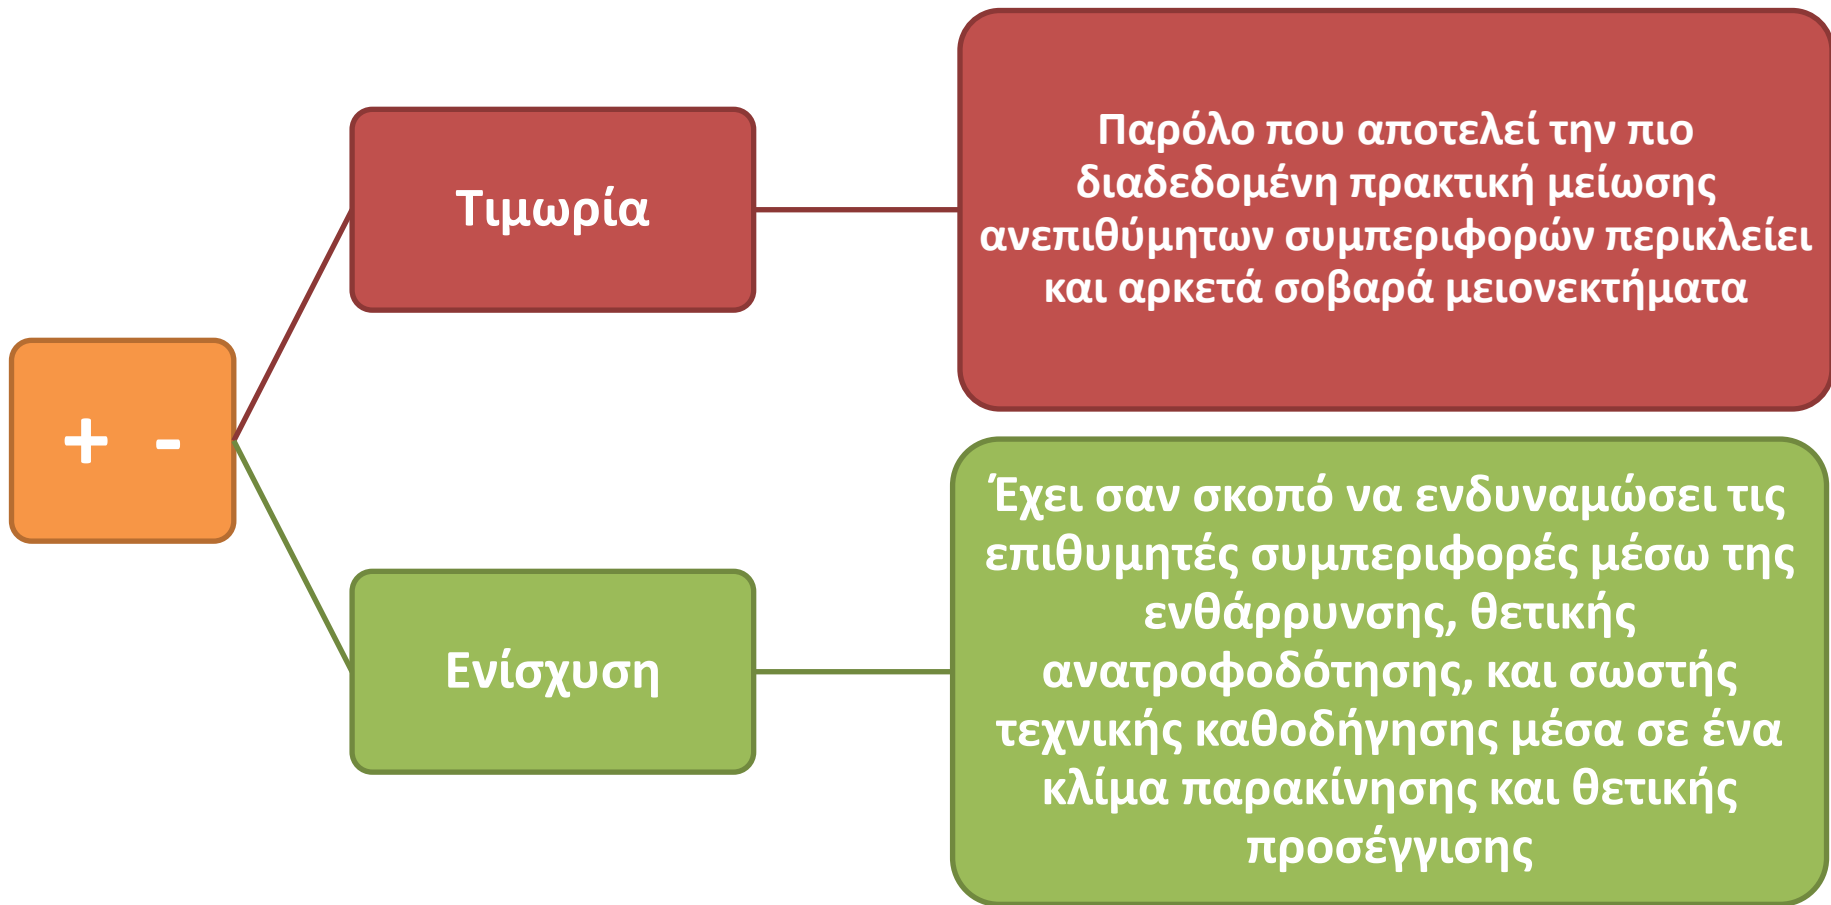 + -
Τιμωρία
Παρόλο που αποτελεί την πιο
διαδεδομένη πρακτική μείωσης
ανεπιθύμητων συμπεριφορών περικλείει
και αρκετά σοβαρά μειονεκτήματα
Ενίσχυση
Έχει σαν σκοπό να ενδυναμώσει τις
επιθυμητές συμπεριφορές μέσω της
ενθάρρυνσης, θετικής
ανατροφοδότησης, και σωστής
τεχνικής καθοδήγησης μέσα σε ένα
κλίμα παρακίνησης και θετικής
προσέγγισης